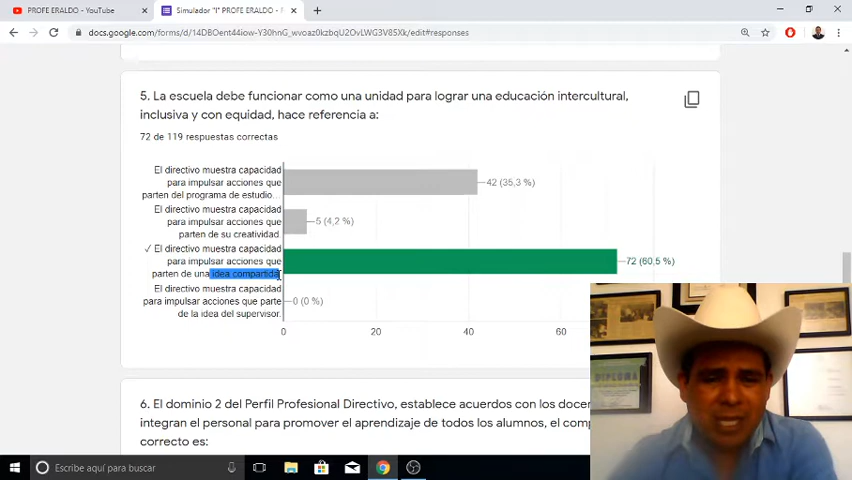 PROFE ERALDO - YouTube
Simulador "I" PROFE ERALDO - P
docs.google.com/forms/d/14DBOent44iow-Y30hnG_wvoaz0kzbqU2OvLWG3V85Xk/edit#responses
5. La escuela debe funcionar como una unidad para lograr una educación intercultural,
inclusiva y con equidad, hace referencia a:
72 de 119 respuestas correctas
El directivo muestra capacidad
para impulsar acciones que
parten del programa de estudio…
42 (35,3 %)
El directivo muestra capacidad
para impulsar acciones que
parten de su creatividad
5 (4,2 %)
✓ El directivo muestra capacidad
para impulsar acciones que
parten de una idea compartida
72 (60,5 %)
El directivo muestra capacidad
para impulsar acciones que parte
de la idea del supervisor.
0 (0 %)
0 20 40 60
6. El dominio 2 del Perfil Profesional Directivo, establece acuerdos con los docen
integran el personal para promover el aprendizaje de todos los alumnos, el comp
correcto es:
DIPLOMA
Escribe aquí para buscar